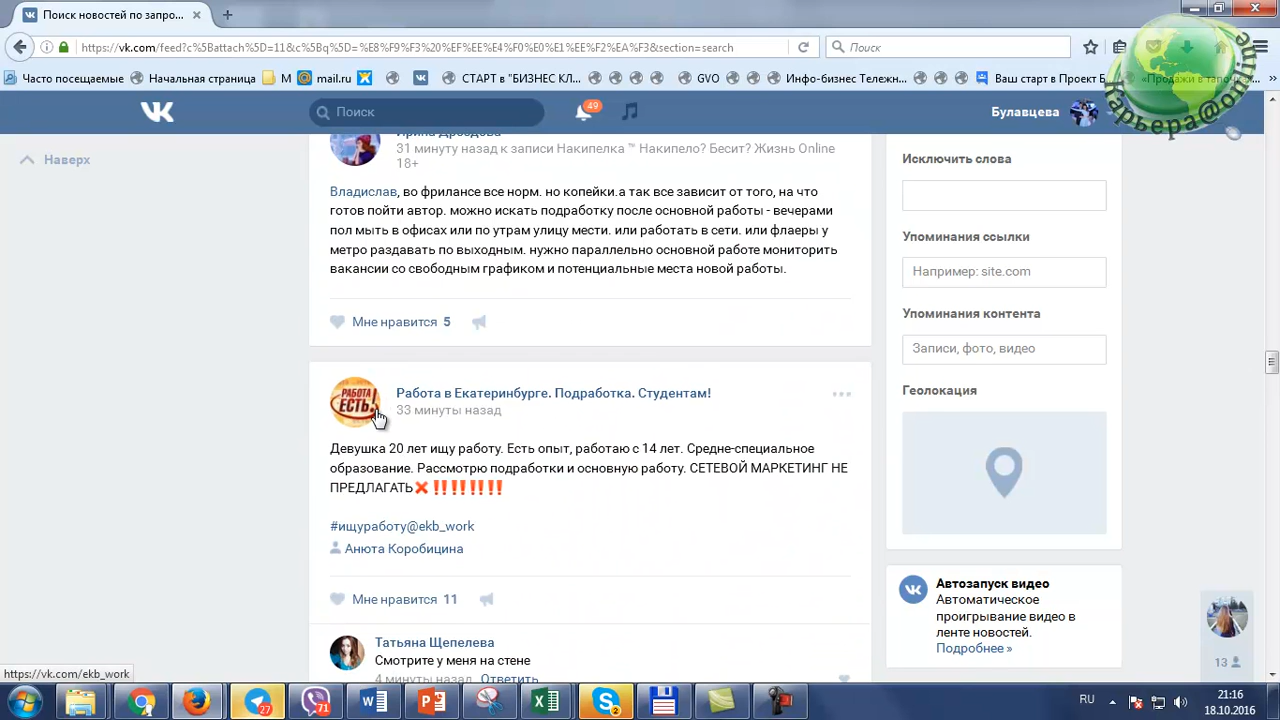 Поиск новостей по запро...
https://vk.com/feed?c%5Battach%5D=11&c%5Bq%5D=%E8%F9%F3%20%EF%EE%E4%F0%E0%E1%EE%F2%EA%F3&section=search
Поиск
Часто посещаемые
Начальная страница
М
mail.ru
СТАРТ в "БИЗНЕС КЛ...
GVO
Инфо-бизнес Тележн...
Ваш старт в Проект Б
«Продажи в тапочка
Карьера@online
Поиск
49
Булавцева
Наверх
Ирина Дроздова
31 минуту назад к записи Накипелка ™ Накипело? Бесит? Жизнь Online
18+
Владислав, во фрилансе все норм. но копейки.а так все зависит от того, на что
готов пойти автор. можно искать подработку после основной работы - вечерами
пол мыть в офисах или по утрам улицу мести. или работать в сети. или флаеры у
метро раздавать по выходным. нужно параллельно основной работе мониторить
вакансии со свободным графиком и потенциальные места новой работы.
Мне нравится 5
РАБОТА
ЕСТЬ!
Работа в Екатеринбурге. Подработка. Студентам!
33 минуты назад
Девушка 20 лет ищу работу. Есть опыт, работаю с 14 лет. Средне-специальное
образование. Рассмотрю подработки и основную работу. СЕТЕВОЙ МАРКЕТИНГ НЕ
ПРЕДЛАГАТЬ❌ ‼‼‼‼‼
#ищуработу@ekb_work
Анюта Коробицина
Мне нравится 11
Татьяна Щепелева
Смотрите у меня на стене
4 минуты назад Ответить
Исключить слова
Упоминания ссылки
Например: site.com
Упоминания контента
Записи, фото, видео
Геолокация
Автозапуск видео
Автоматическое
проигрывание видео в
ленте новостей.
Подробнее »
13
https://vk.com/ekb_work
27
71
2
RU
21:16
18.10.2016